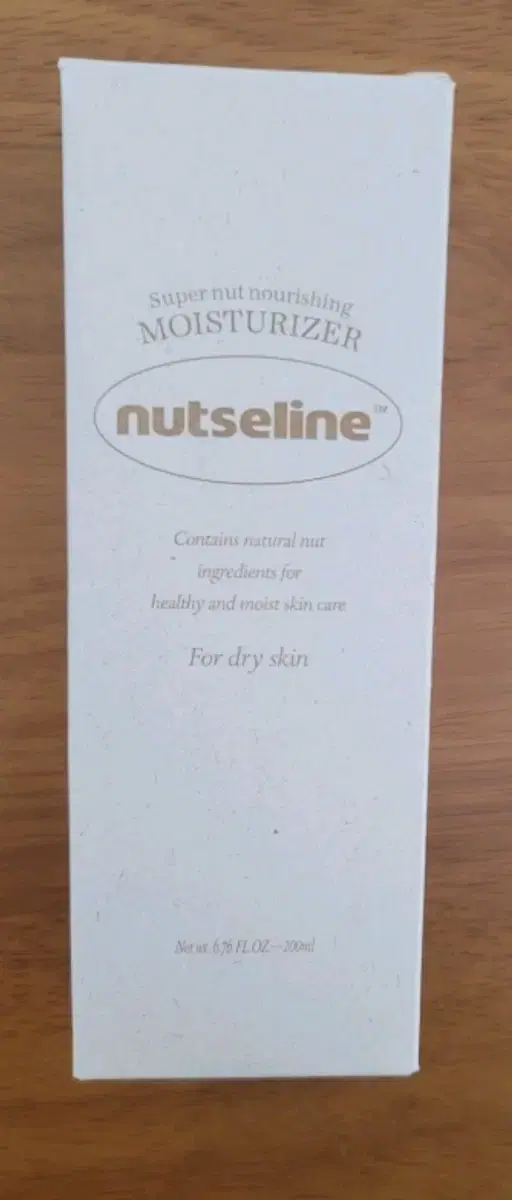 Super nut nourishing
MOISTURIZER
nutseline™
Contains natural nut
ingredients for
healthy and moist skin care
For dry skin
Net wt. 6.76 FL.OZ. - 200ml